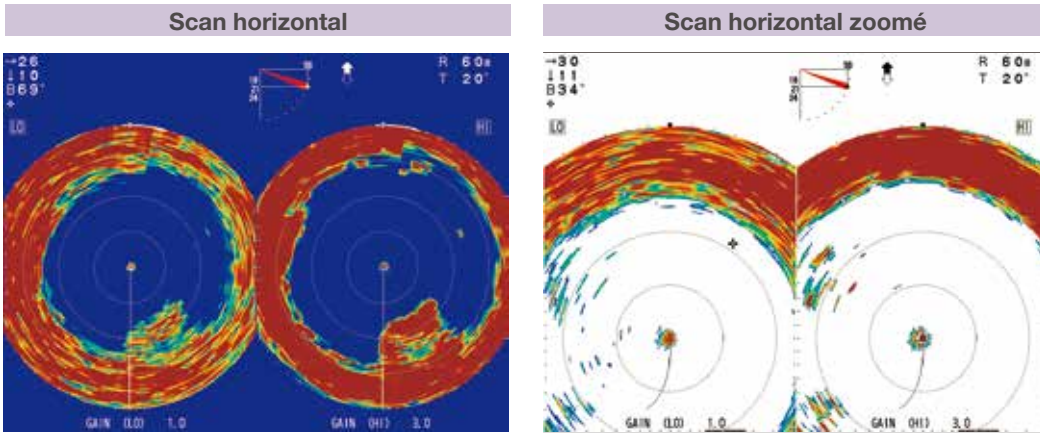 Scan horizontal
→26
↓10
B69°
R 60m
T 20°
LO
HI
GAIN (LO) 1.0
GAIN (HI) 3.0
Scan horizontal zoomé
→30
↓11
B34°
R 60m
T 20°
LO
HI
GAIN (LO) 1.0
GAIN (HI) 3.0